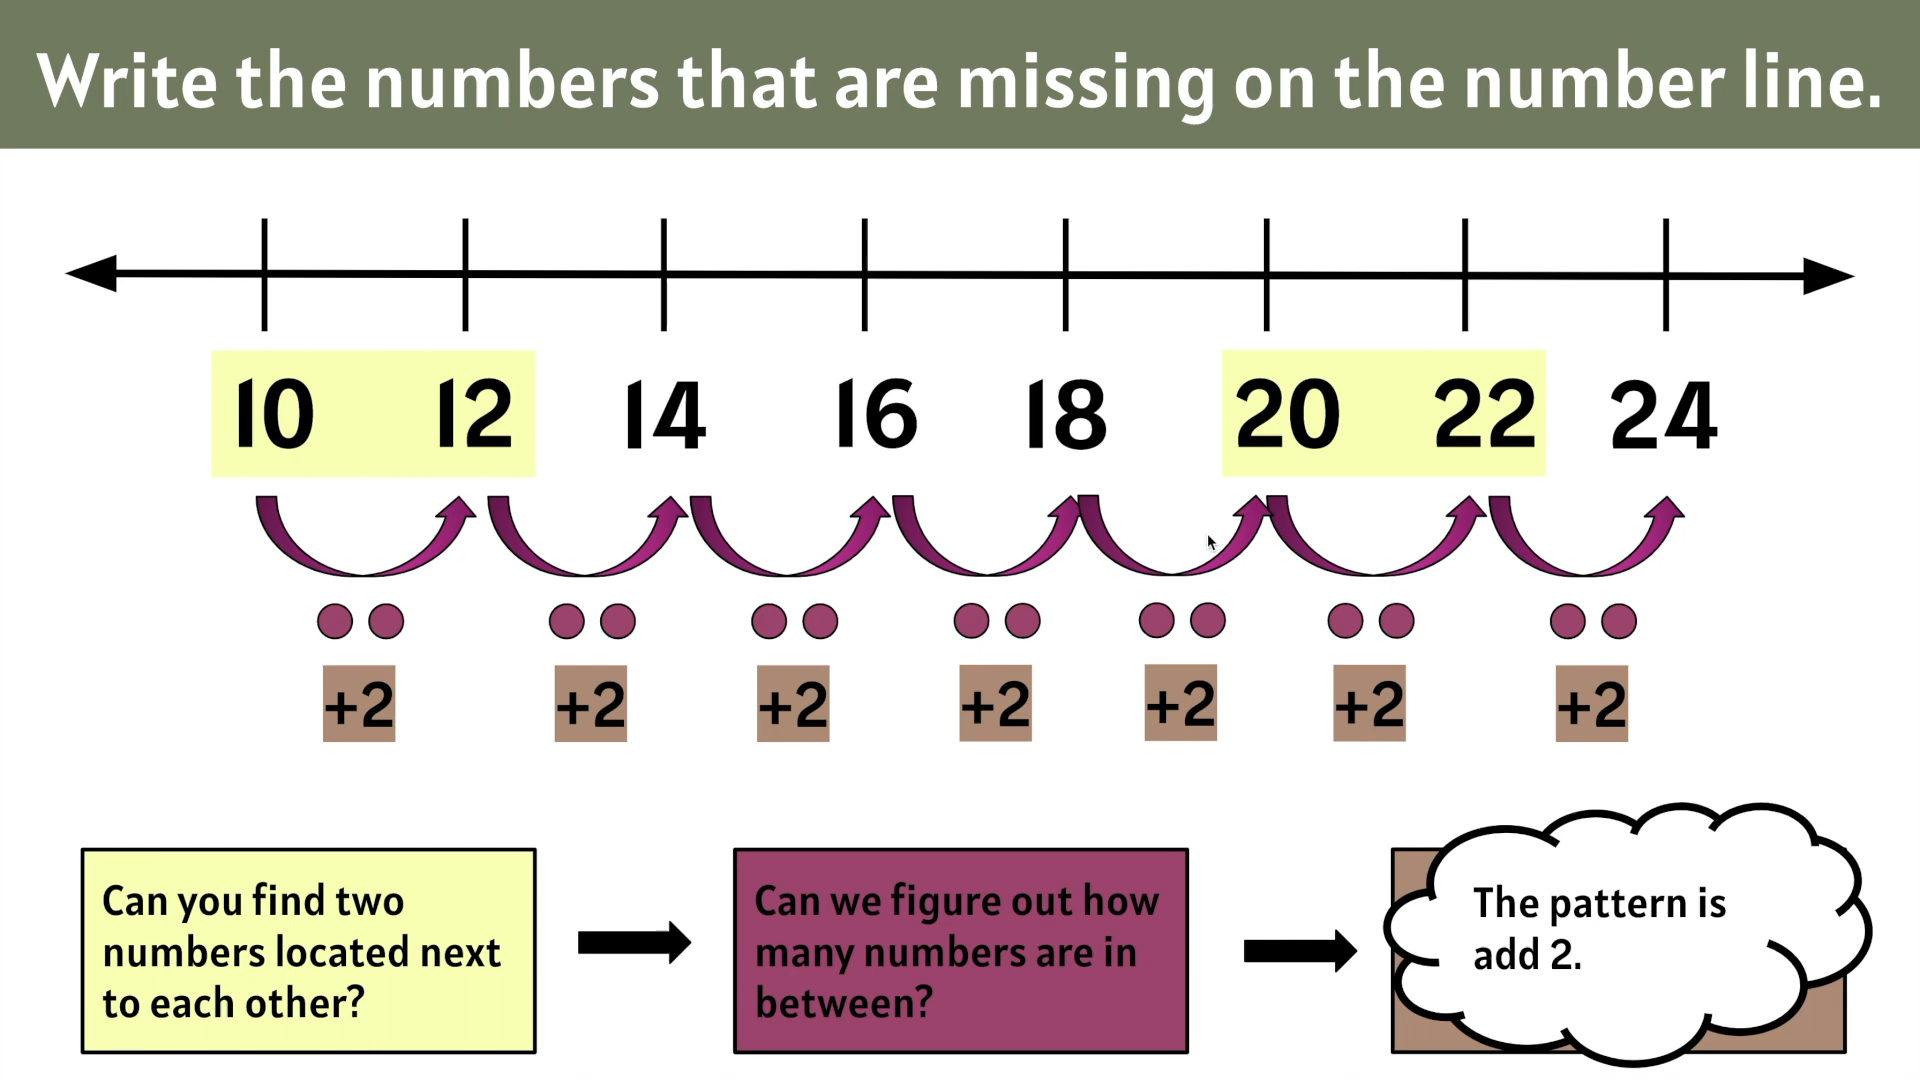 Write the numbers that are missing on the number line.
10 12 14 16 18 20 22 24
+2 +2 +2 +2 +2 +2 +2
Can you find two
numbers located next
to each other?
Can we figure out how
many numbers are in
between?
The pattern is
add 2.